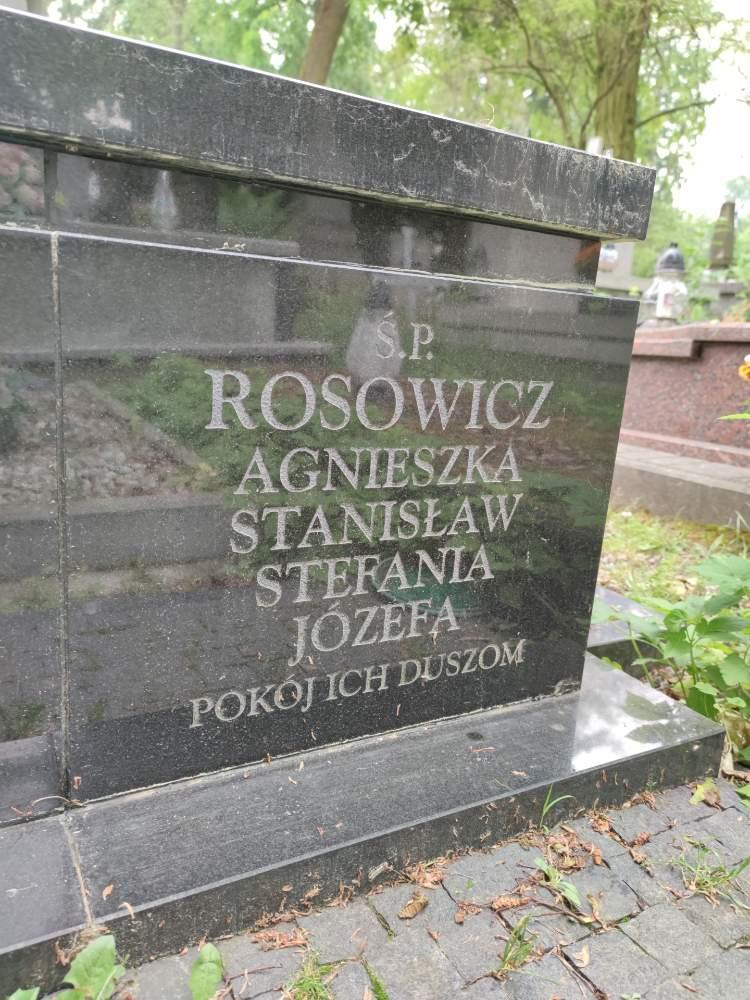 Ś.P.
ROSOWICZ
AGNIESZKA
STANISŁAW
STEFANIA
JÓZEFA
POKÓJ ICH DUSZOM